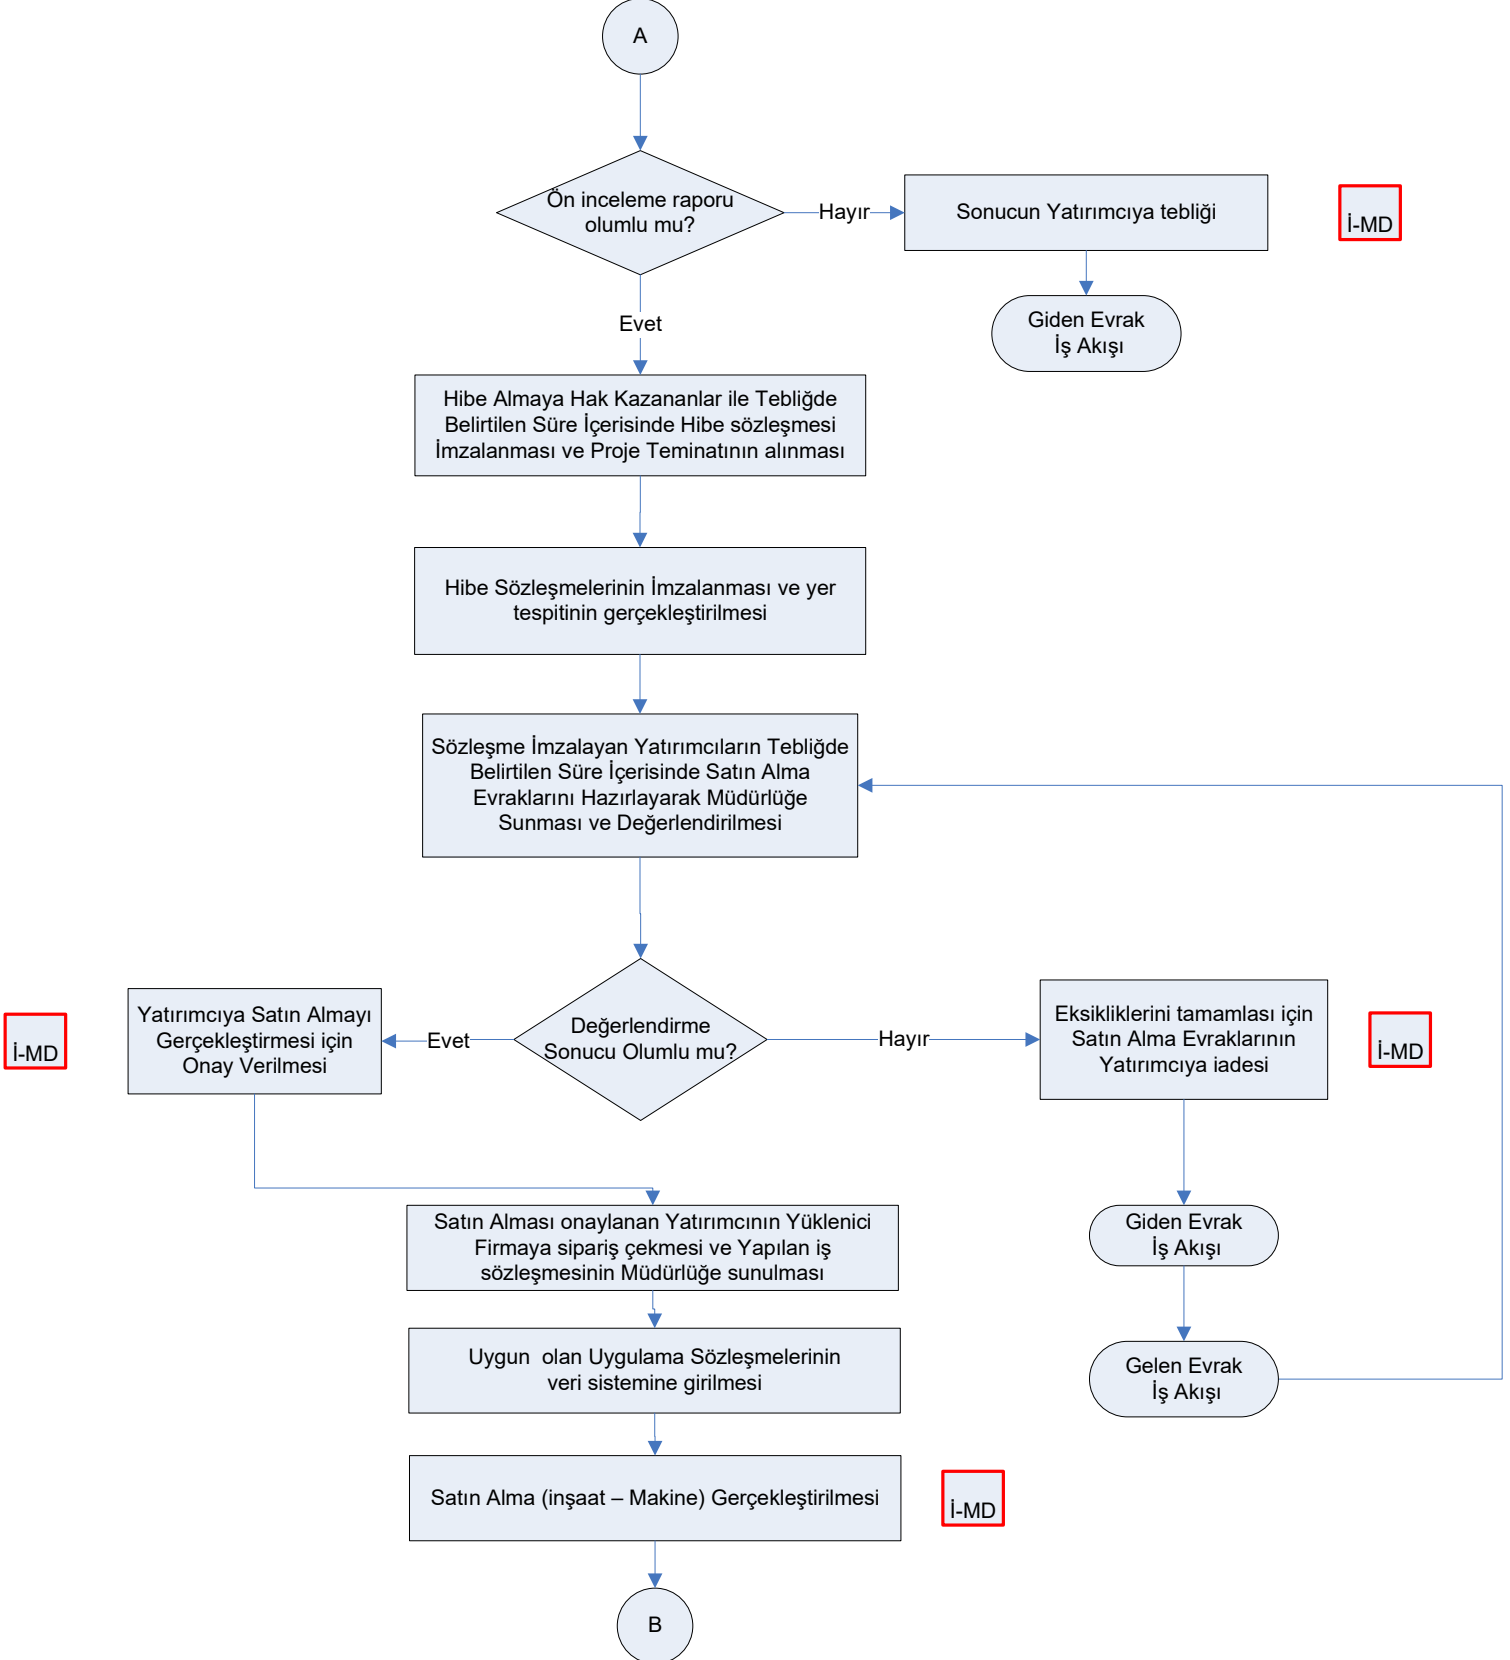 A
Ön inceleme raporu
olumlu mu?
Hayır
Sonucun Yatırımcıya tebliği
İ-MD
Giden Evrak
İş Akışı
Evet
Hibe Almaya Hak Kazananlar ile Tebliğde
Belirtilen Süre İçerisinde Hibe sözleşmesi
İmzalanması ve Proje Teminatının alınması
Hibe Sözleşmelerinin İmzalanması ve yer
tespitinin gerçekleştirilmesi
Sözleşme İmzalayan Yatırımcıların Tebliğde
Belirtilen Süre İçerisinde Satın Alma
Evraklarını Hazırlayarak Müdürlüğe
Sunması ve Değerlendirilmesi
İ-MD
Yatırımcıya Satın Almayı
Gerçekleştirmesi için
Onay Verilmesi
Evet
Değerlendirme
Sonucu Olumlu mu?
Hayır
Eksikliklerini tamamlası için
Satın Alma Evraklarının
Yatırımcıya iadesi
İ-MD
Satın Alması onaylanan Yatırımcının Yüklenici
Firmaya sipariş çekmesi ve Yapılan iş
sözleşmesinin Müdürlüğe sunulması
Giden Evrak
İş Akışı
Uygun  olan Uygulama Sözleşmelerinin
veri sistemine girilmesi
Gelen Evrak
İş Akışı
Satın Alma (inşaat – Makine) Gerçekleştirilmesi
İ-MD
B